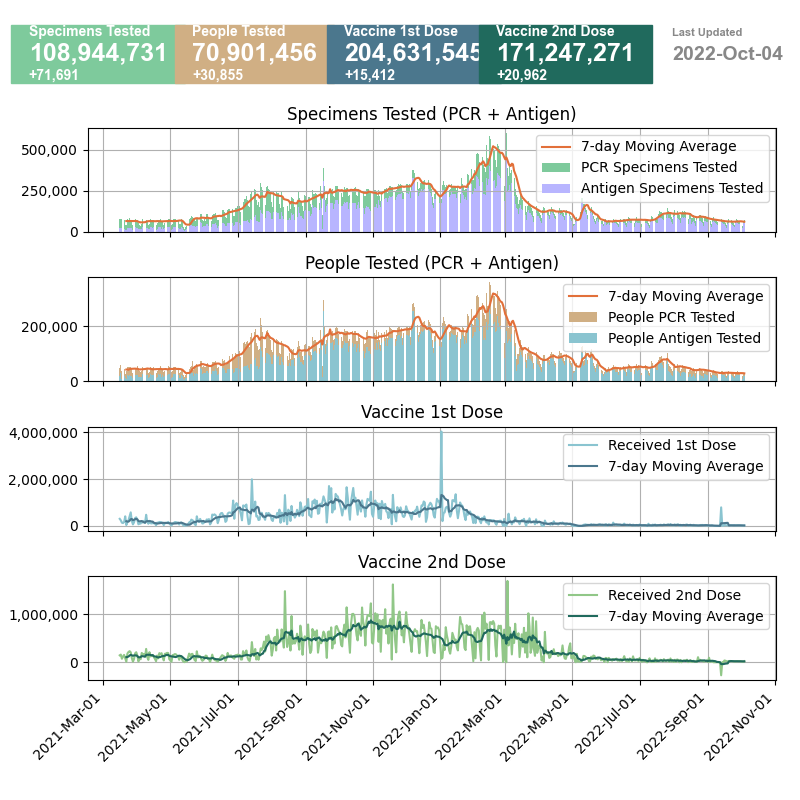 Specimens Tested
108,944,731
+71,691
People Tested
70,901,456
+30,855
Vaccine 1st Dose
204,631,545
+15,412
Vaccine 2nd Dose
171,247,271
+20,962
Last Updated
2022-Oct-04
Specimens Tested (PCR + Antigen)
500,000
250,000
0
7-day Moving Average
PCR Specimens Tested
Antigen Specimens Tested
People Tested (PCR + Antigen)
200,000
0
7-day Moving Average
People PCR Tested
People Antigen Tested
Vaccine 1st Dose
4,000,000
2,000,000
0
Received 1st Dose
7-day Moving Average
Vaccine 2nd Dose
1,000,000
0
Received 2nd Dose
7-day Moving Average
2021-Mar-01
2021-May-01
2021-Jul-01
2021-Sep-01
2021-Nov-01
2022-Jan-01
2022-Mar-01
2022-May-01
2022-Jul-01
2022-Sep-01
2022-Nov-01